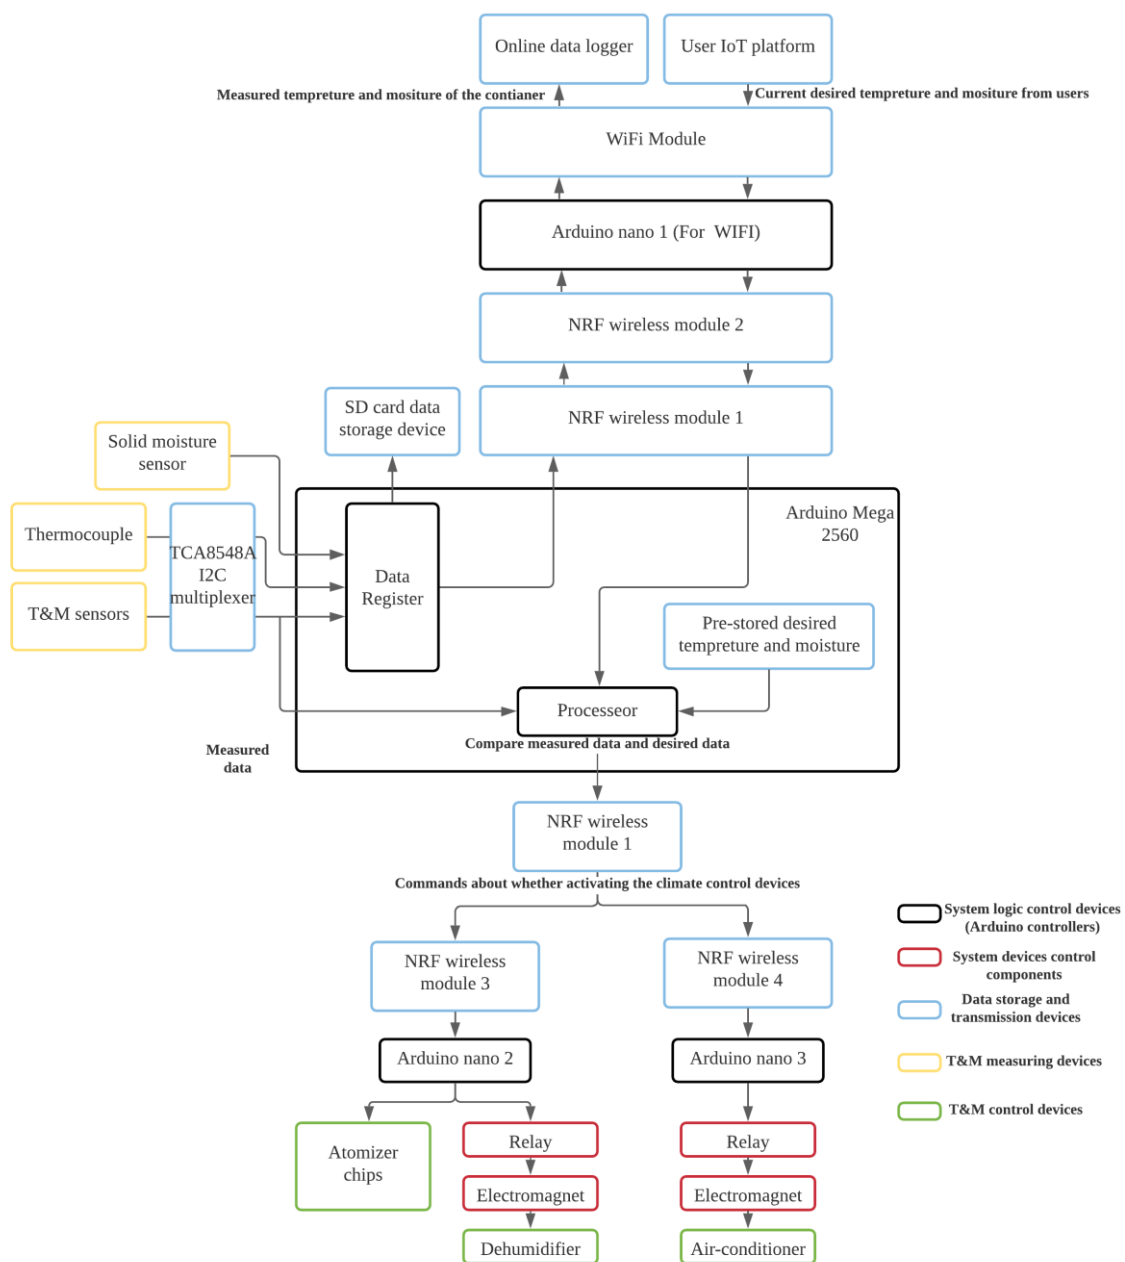 Online data logger
User IoT platform
Measured tempreture and mositure of the contianer
Current desired tempreture and mositure from users
WiFi Module
Arduino nano 1 (For WIFI)
NRF wireless module 2
SD card data
storage device
NRF wireless module 1
Solid moisture
sensor
Arduino Mega
2560
Thermocouple
TCA8548A
I2C
multiplexer
Data
Register
T&M sensors
Pre-stored desired
tempreture and moisture
Processeor
Compare measured data and desired data
Measured
data
NRF wireless
module 1
Commands about whether activating the climate control devices
System logic control devices
(Arduino controllers)
NRF wireless
module 3
NRF wireless
module 4
System devices control
components
Data storage and
transmission devices
Arduino nano 2
Arduino nano 3
T&M measuring devices
T&M control devices
Atomizer
chips
Relay
Relay
Electromagnet
Electromagnet
Dehumidifier
Air-conditioner